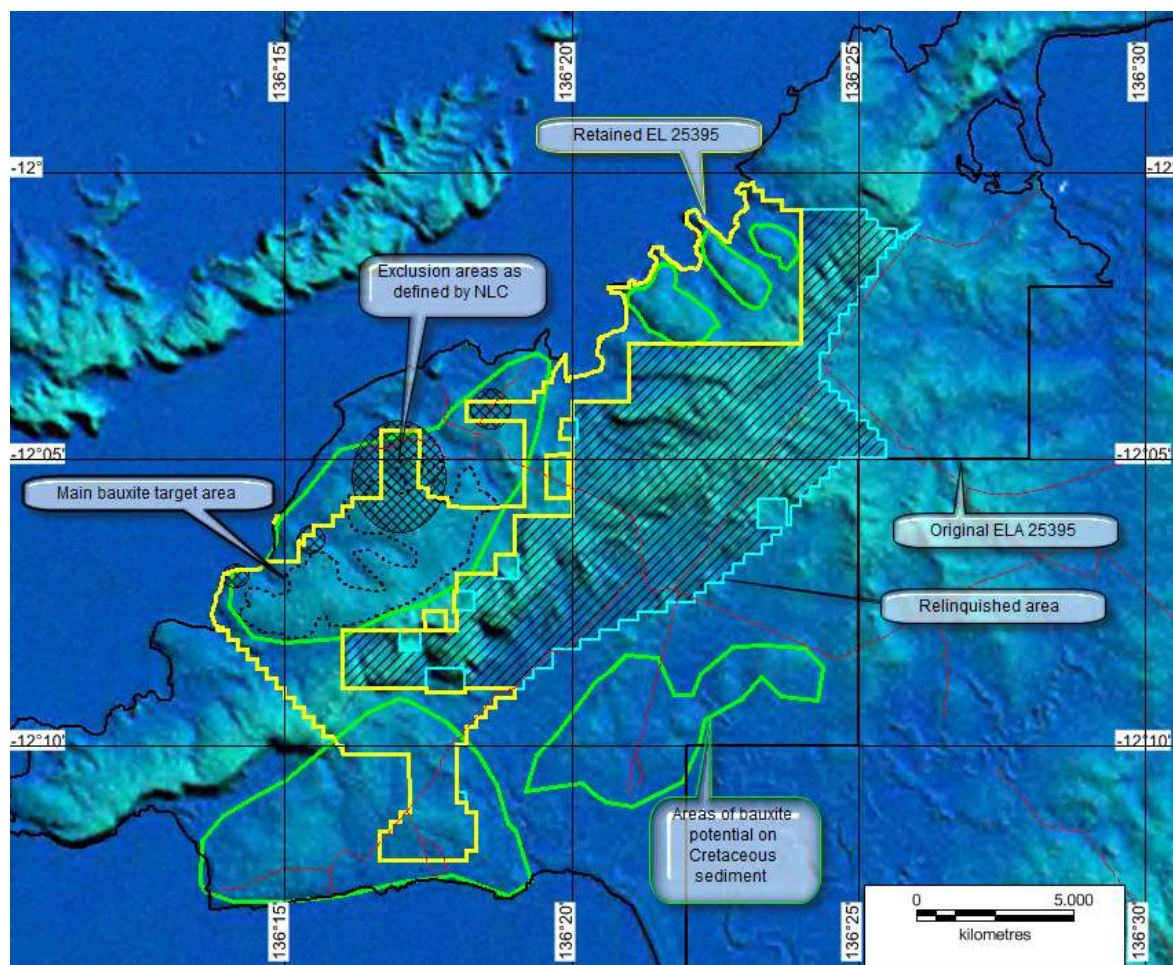 136°15'
136°20'
136°25'
136°30'
Retained EL 25395
-12°
-12°
Exclusion areas as
defined by NLC
-12°05'
-12°05'
Main bauxite target area
Original ELA 25395
Relinquished area
-12°10'
-12°10'
Areas of bauxite
potential on
Cretaceous
sediment
0 5.000
kilometres
136°15'
136°20'
136°25'
136°30'